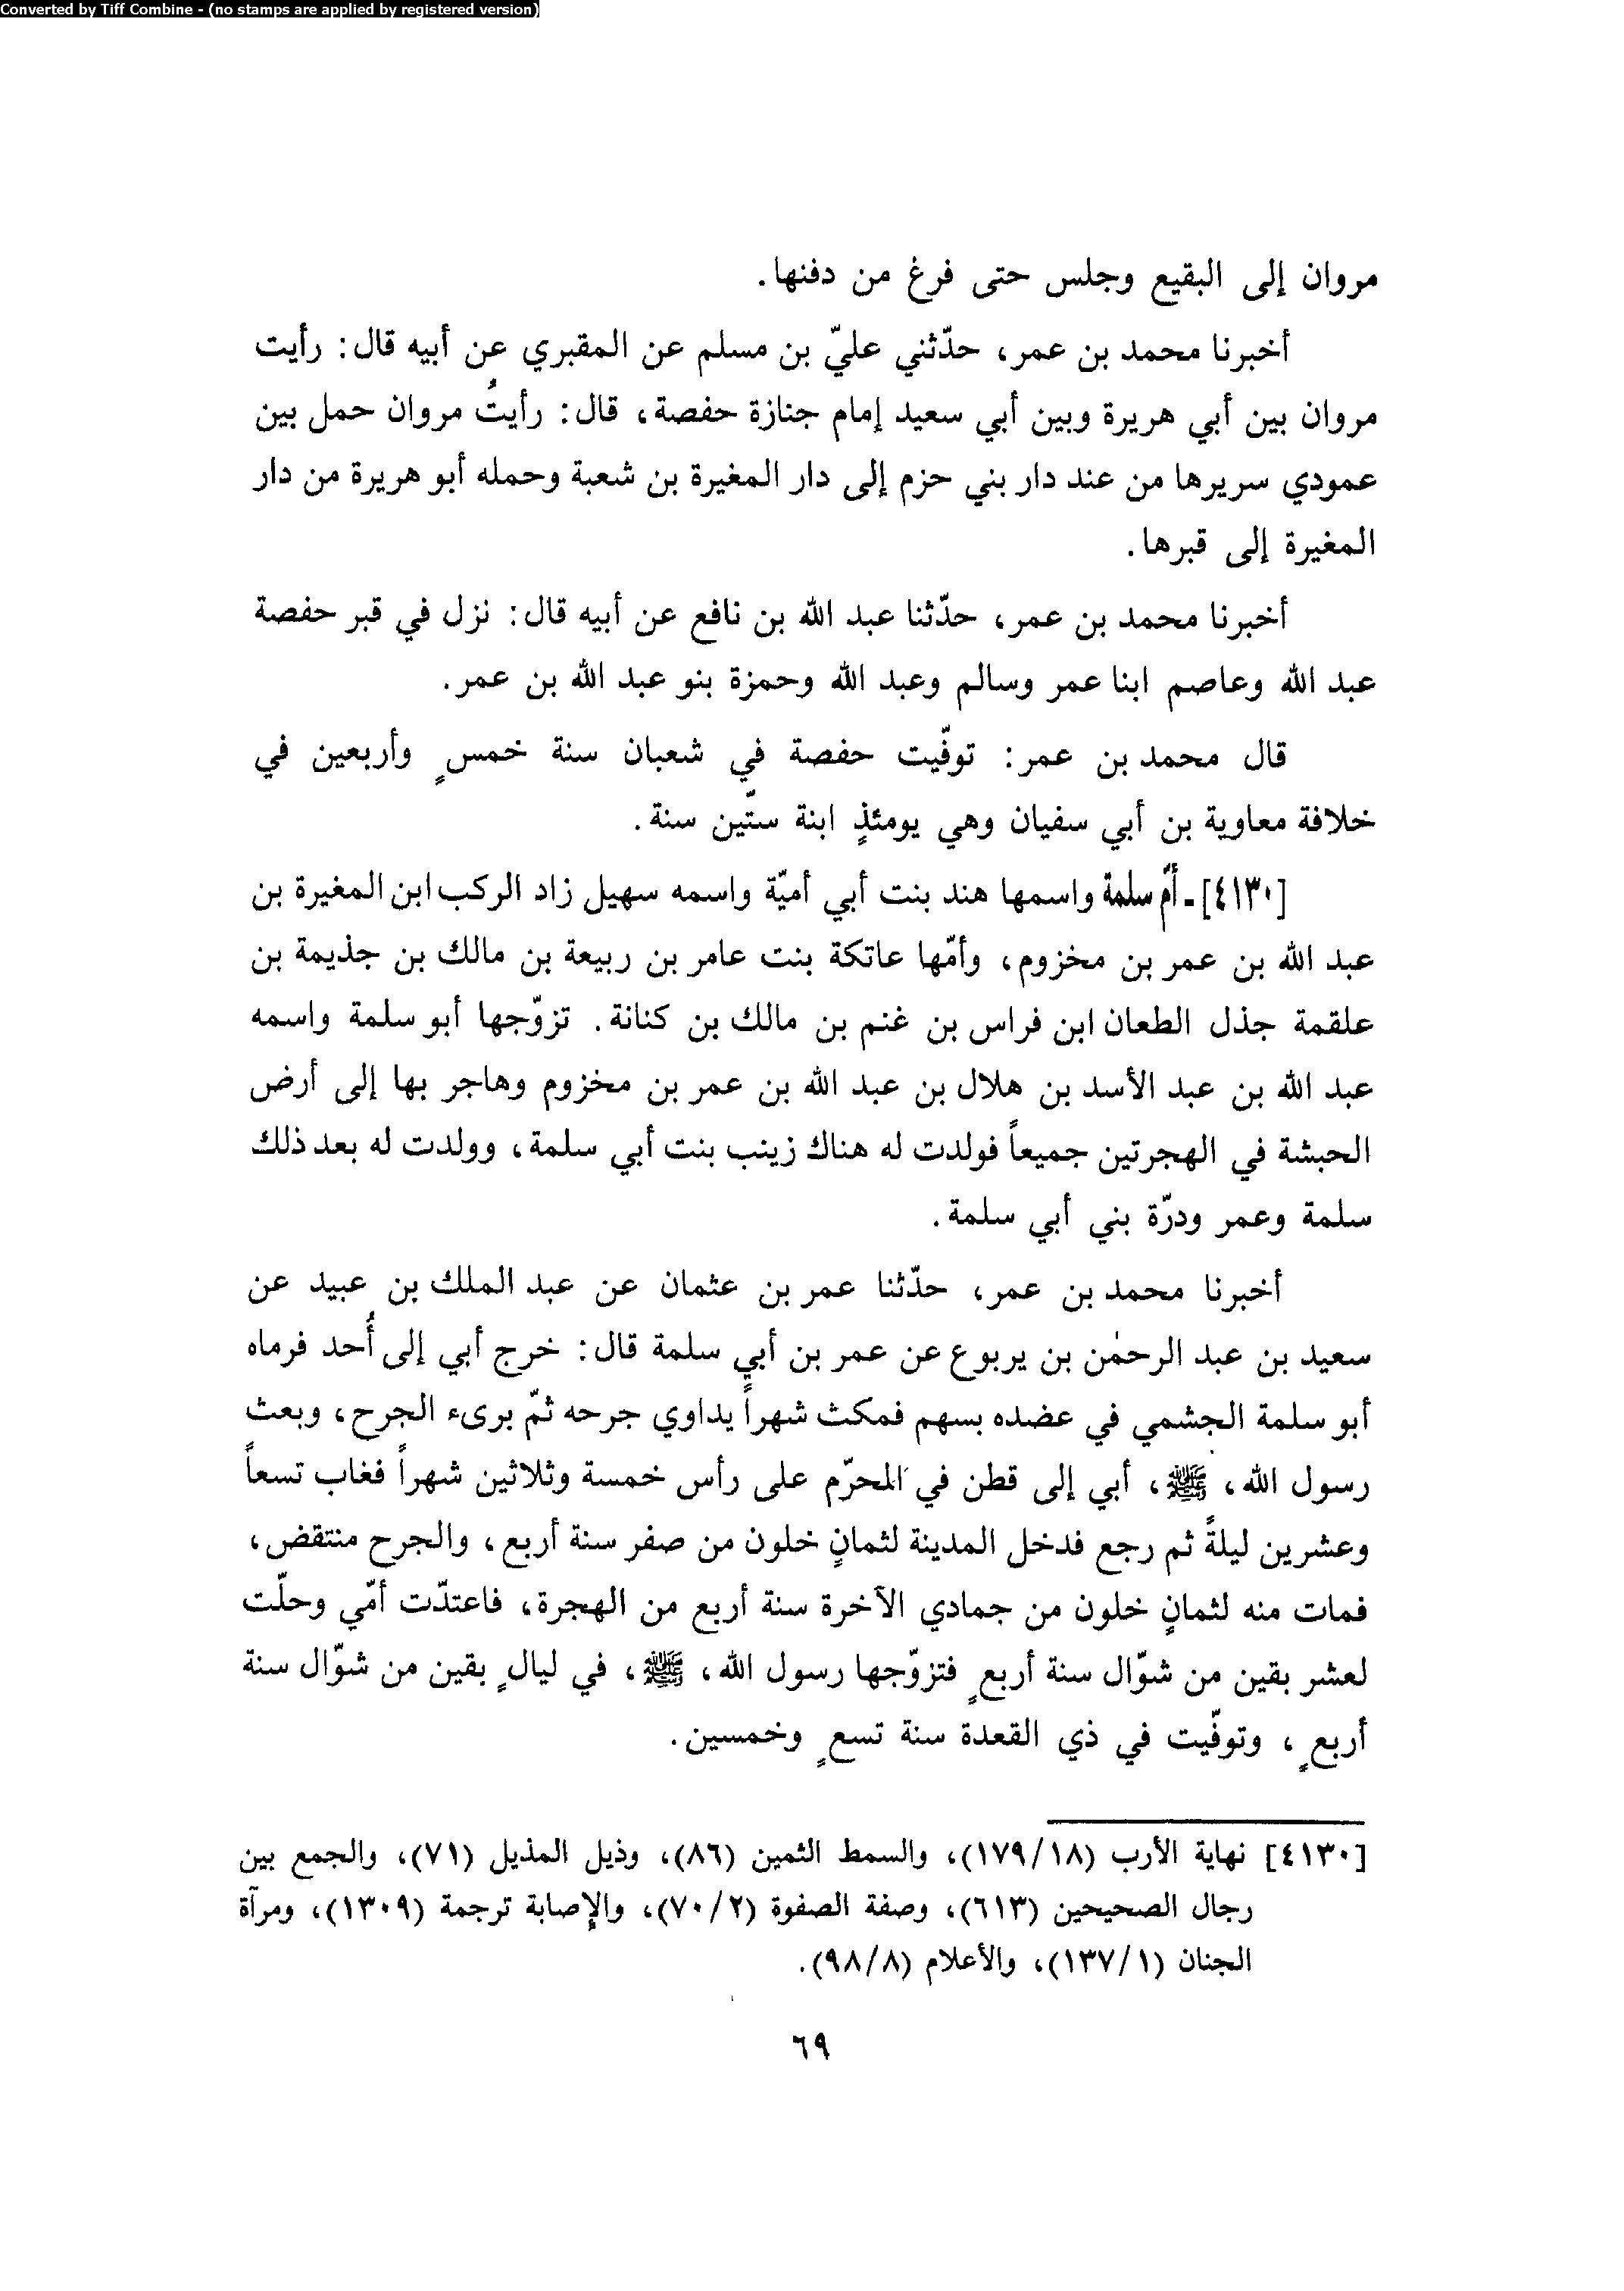 Converted by Tiff Combine - (no stamps are applied by registered version)
مروان إلى البقيع وجلس حتى فرغ من دفنها.
أخبرنا محمد بن عمر، حدّثني عليّ بن مسلم عن المقبري عن أبيه قال: رأيت
مروان بين أبي هريرة وبين أبي سعيد إمام جنازة حفصة، قال: رأيتُ مروان حمل بين
عمودي سريرها من عند دار بني حزم إلى دار المغيرة بن شعبة وحمله أبو هريرة من دار
المغيرة إلى قبرها.
أخبرنا محمد بن عمر، حدّثنا عبد الله بن نافع عن أبيه قال: نزل في قبر حفصة
عبد الله وعاصم ابنا عمر وسالم وعبد الله وحمزة بنو عبد الله بن عمر.
قال محمد بن عمر: توفّيت حفصة في شعبان سنة خمسٍ وأربعين في
خلافة معاوية بن أبي سفيان وهي يومئذٍ ابنة ستّين سنة.
[٤١٣٠] - أمّ سلمة واسمها هند بنت أبي أميّة واسمه سهيل زاد الركب ابن المغيرة بن
عبد الله بن عمر بن مخزوم، وأمّها عاتكة بنت عامر بن ربيعة بن مالك بن جذيمة بن
علقمة جذل الطعان ابن فراس بن غنم بن مالك بن كنانة. تزوّجها أبو سلمة واسمه
عبد الله بن عبد الأسد بن هلال بن عبد الله بن عمر بن مخزوم وهاجر بها إلى أرض
الحبشة في الهجرتين جميعاً فولدت له هناك زينب بنت أبي سلمة، وولدت له بعد ذلك
سلمة وعمر ودرّة بني أبي سلمة.
أخبرنا محمد بن عمر، حدّثنا عمر بن عثمان عن عبد الملك بن عبيد عن
سعيد بن عبد الرحمٰن بن يربوع عن عمر بن أبي سلمة قال: خرج أبي إلى أُحد فرماه
أبو سلمة الجشمي في عضده بسهم فمكث شهراً يداوي جرحه ثمّ برىء الجرح، وبعث
رسول الله، ﷺ، أبي إلى قطن في المحرّم على رأس خمسة وثلاثين شهراً فغاب تسعاً
وعشرين ليلةً ثم رجع فدخل المدينة لثمانٍ خلون من صفر سنة أربع، والجرح منتقض،
فمات منه لثمانٍ خلون من جمادي الآخرة سنة أربع من الهجرة، فاعتدّت أمّي وحلّت
لعشر بقين من شوّال سنة أربعٍ فتزوّجها رسول الله، ﷺ، في ليالٍ بقين من شوّال سنة
أربعٍ، وتوفّيت في ذي القعدة سنة تسعٍ وخمسين.
[٤١٣٠] نهاية الأرب (١٧٩/١٨)، والسمط الثمين (٨٦)، وذيل المذيل (٧١)، والجمع بين
رجال الصحيحين (٦١٣)، وصفة الصفوة (٧٠/٢)، والإصابة ترجمة (١٣٠٩)، ومرآة
الجنان (١٣٧/١)، والأعلام (٩٨/٨).
٦٩